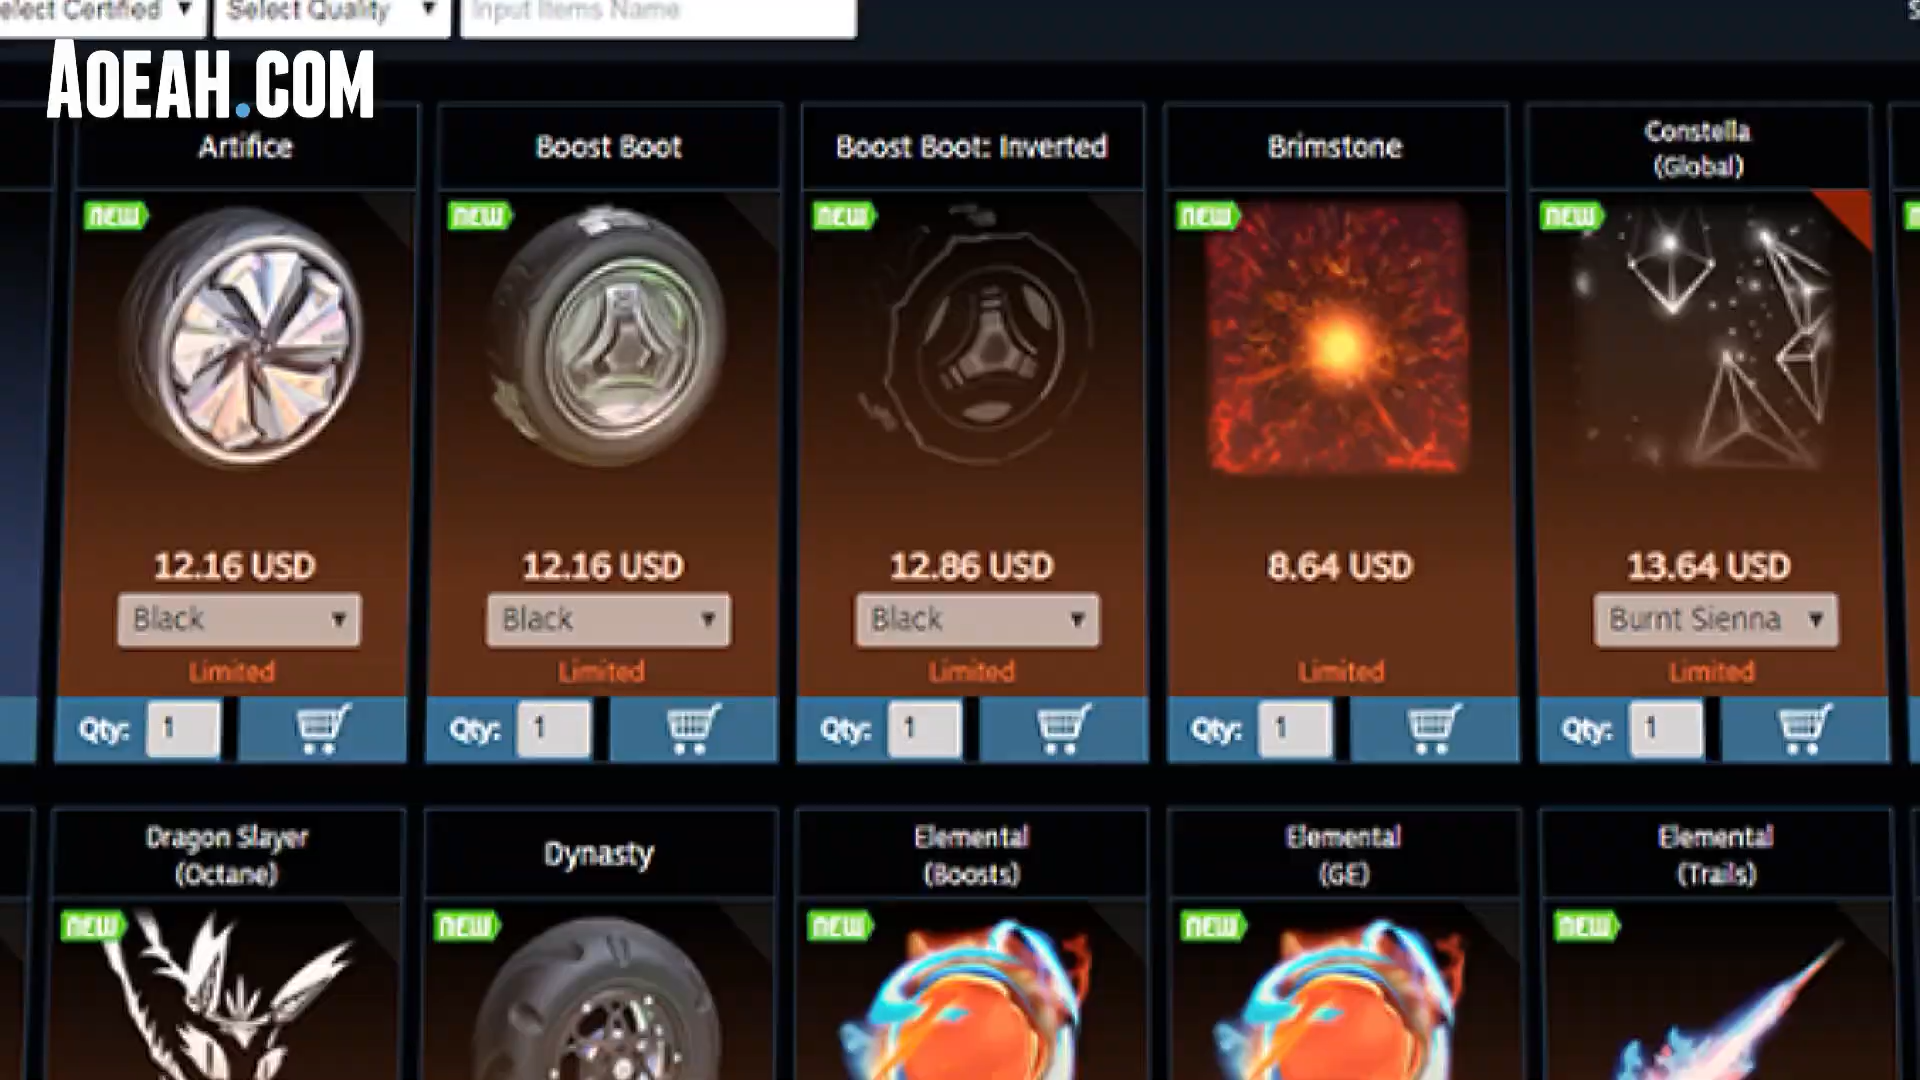 Select Certified
Select Quality
Input Items Name
AOEAH.COM
Artifice
Boost Boot
Boost Boot: Inverted
Brimstone
Constella
(Global)
NEW
NEW
NEW
NEW
NEW
12.16 USD
12.16 USD
12.86 USD
8.64 USD
13.64 USD
Black
Black
Black
Burnt Sienna
Limited
Limited
Limited
Limited
Limited
Qty: 1
Qty: 1
Qty: 1
Qty: 1
Qty: 1
Dragon Slayer
(Octane)
Dynasty
Elemental
(Boosts)
Elemental
(GE)
Elemental
(Trails)
NEW
NEW
NEW
NEW
NEW